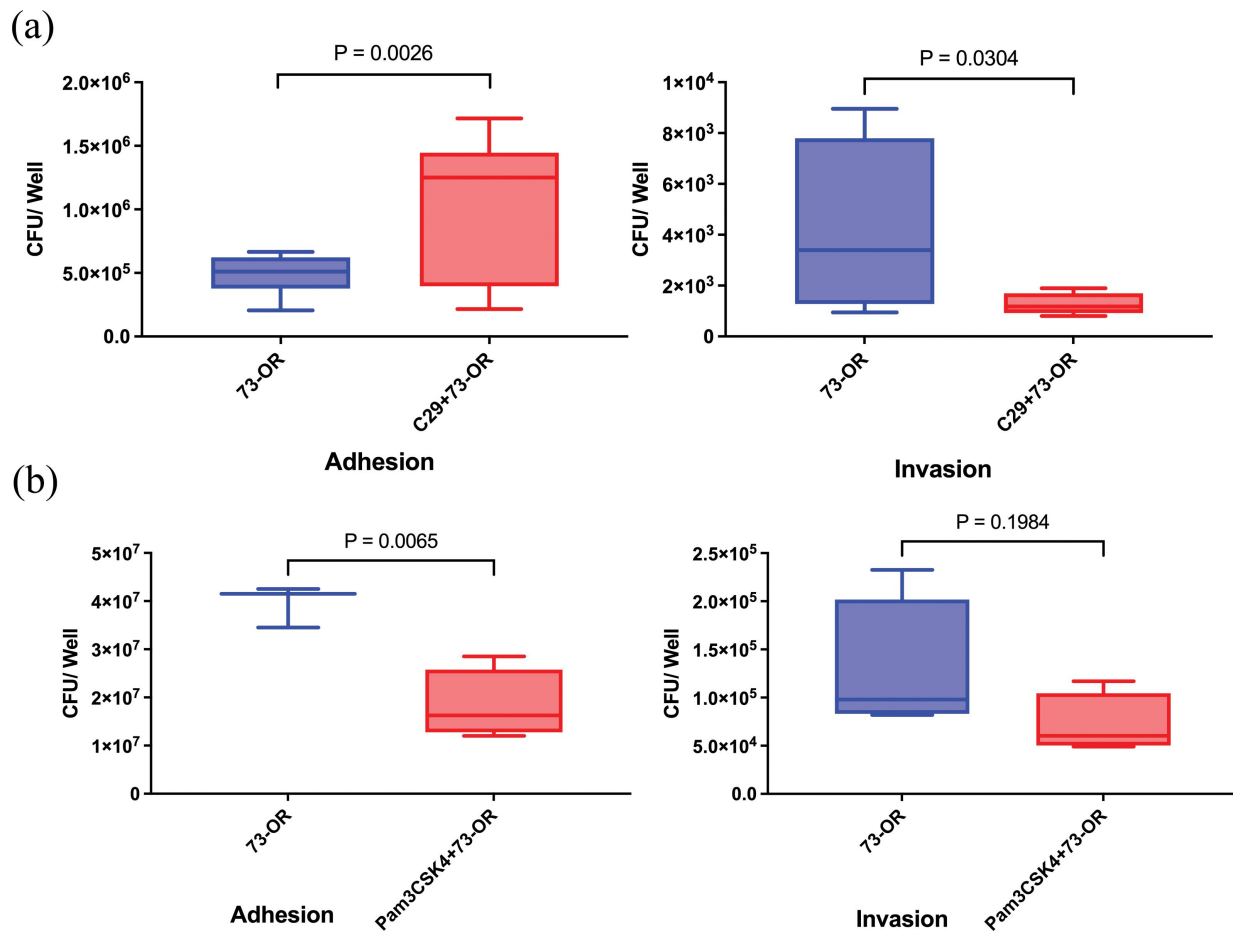 (a)
P = 0.0026
2.0×10⁶
1.5×10⁶
1.0×10⁶
5.0×10⁵
0.0
CFU/ Well
73-OR
C29+73-OR
Adhesion
P = 0.0304
1×10⁴
8×10³
6×10³
4×10³
2×10³
0
CFU/ Well
73-OR
C29+73-OR
Invasion
(b)
P = 0.0065
5×10⁷
4×10⁷
3×10⁷
2×10⁷
1×10⁷
0
CFU/ Well
73-OR
Pam3CSK4+73-OR
Adhesion
P = 0.1984
2.5×10⁵
2.0×10⁵
1.5×10⁵
1.0×10⁵
5.0×10⁴
0.0
CFU/ Well
73-OR
Pam3CSK4+73-OR
Invasion